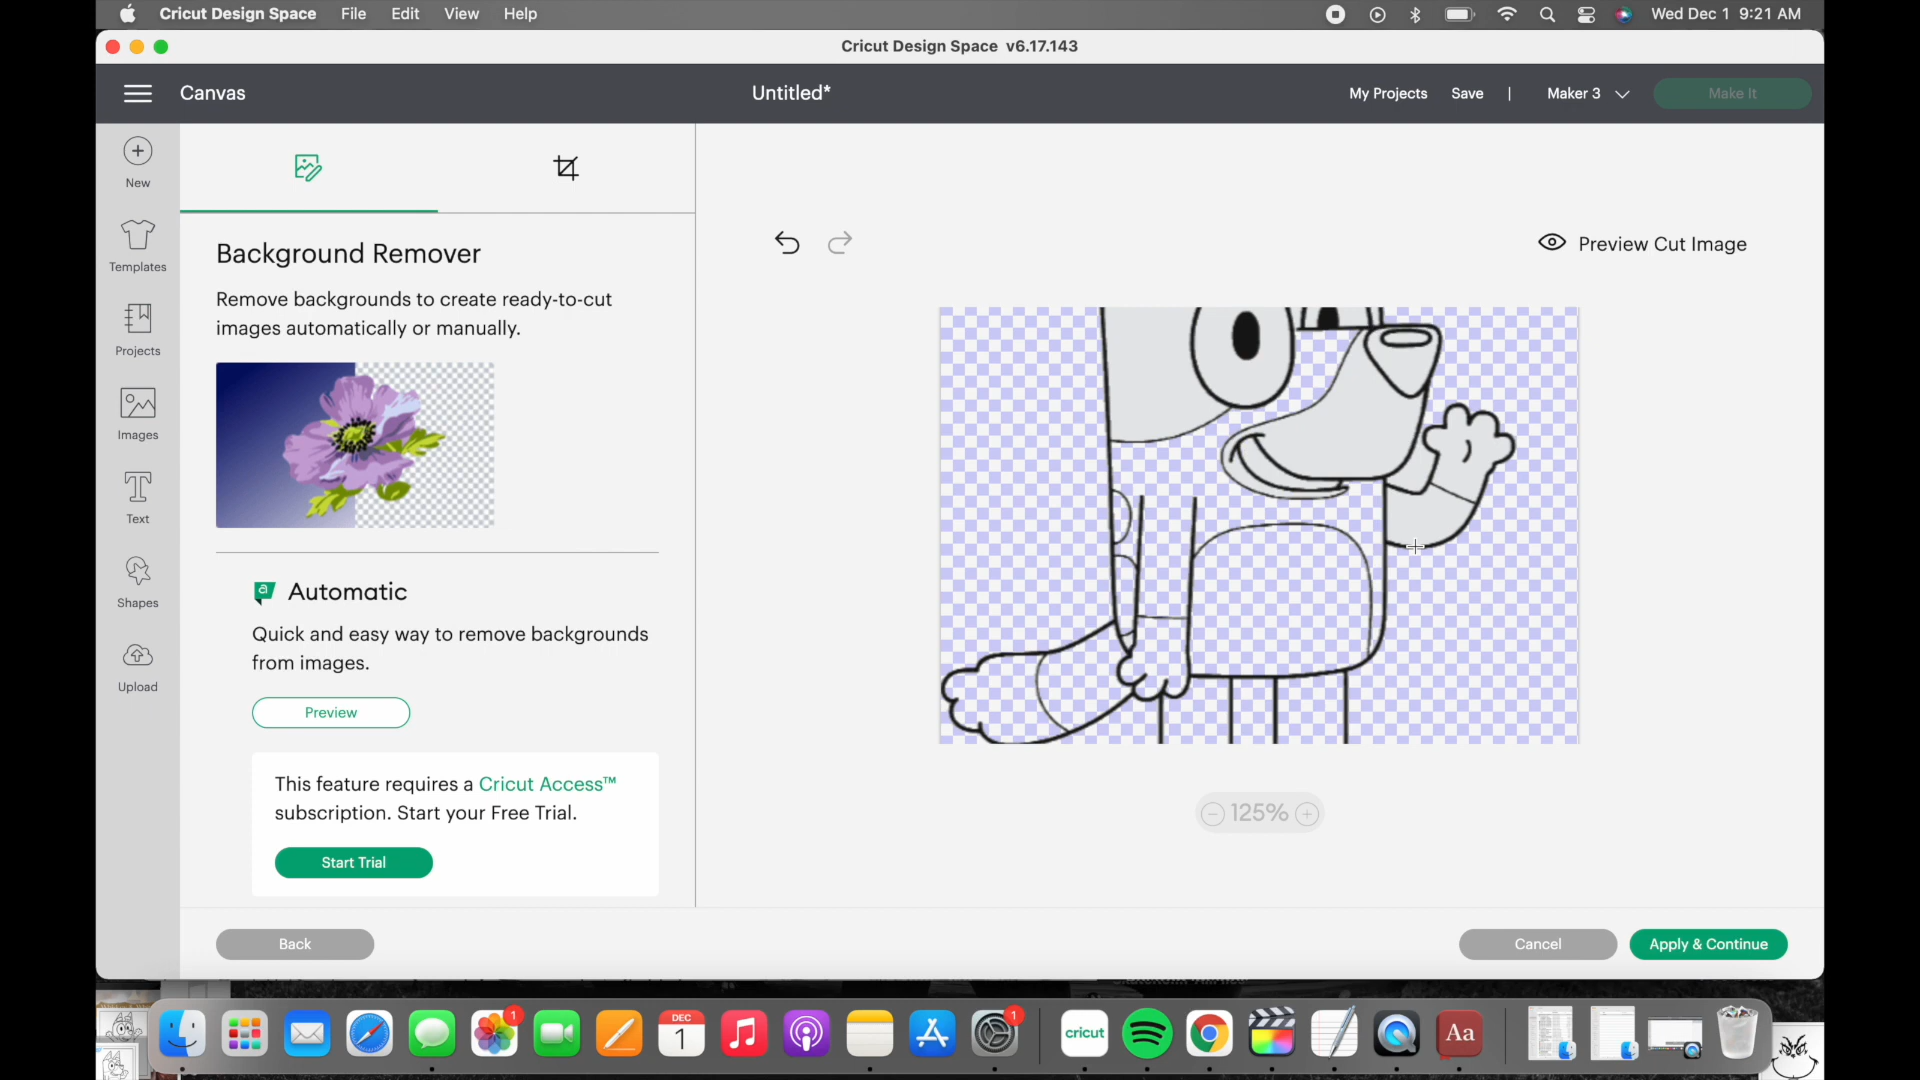 Cricut Design Space File Edit View Help
Wed Dec 1 9:21 AM
Cricut Design Space v6.17.143
Canvas
Untitled*
My Projects Save | Maker 3
Make It
New
Templates
Projects
Images
Text
Shapes
Upload
Background Remover
Remove backgrounds to create ready-to-cut
images automatically or manually.
a Automatic
Quick and easy way to remove backgrounds
from images.
Preview
This feature requires a Cricut Access™
subscription. Start your Free Trial.
Start Trial
Preview Cut Image
125%
Back
Cancel
Apply & Continue
1
DEC
1
1
cricut
Aa